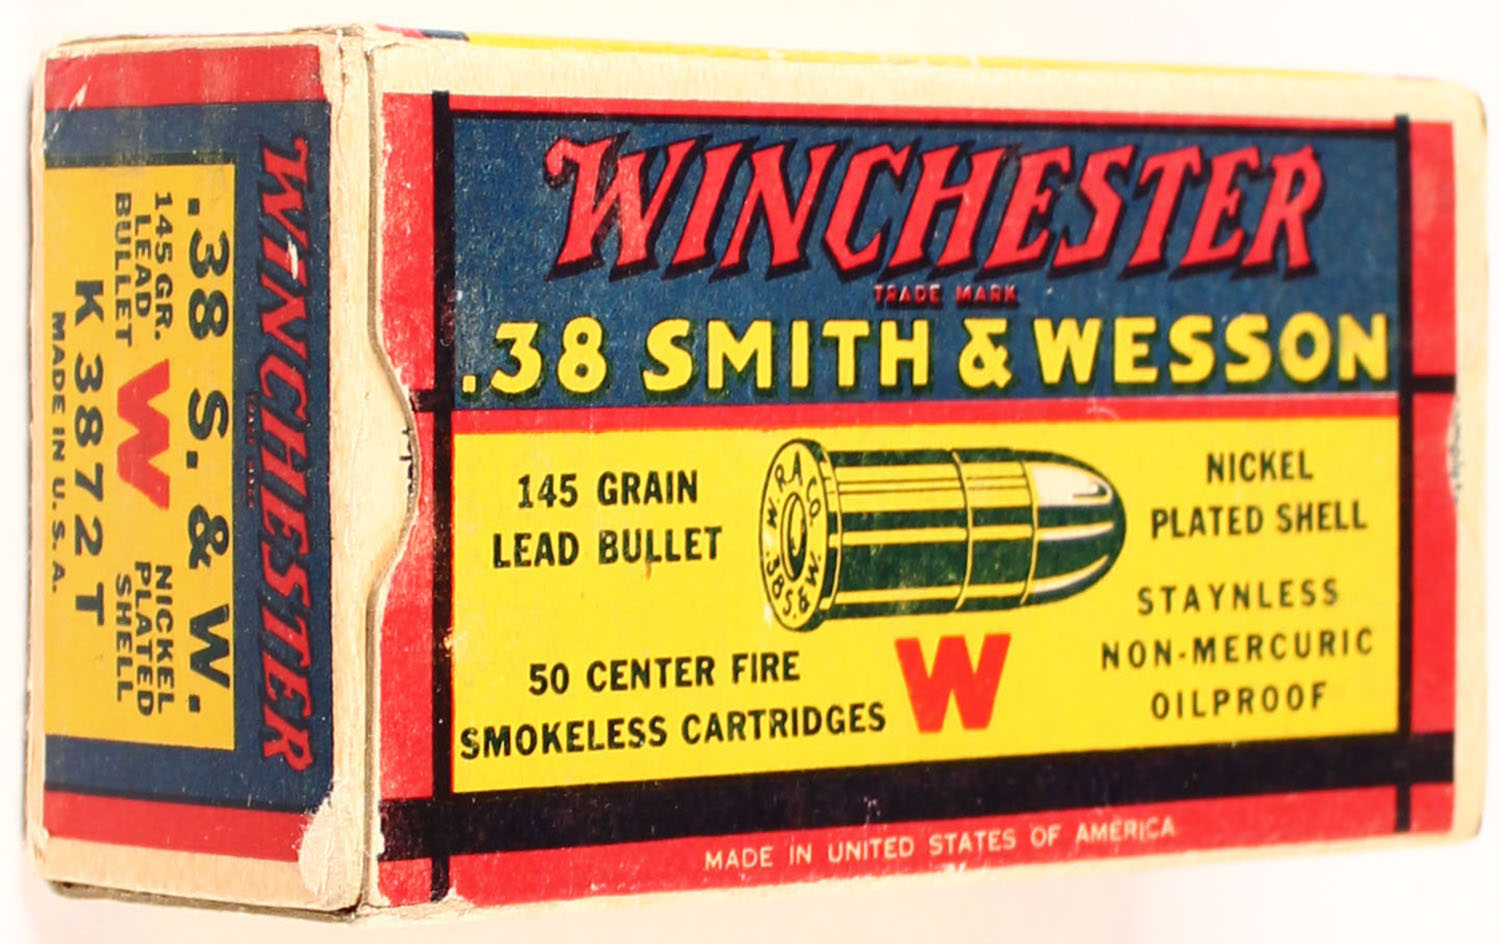 WINCHESTER
TRADE MARK
.38 SMITH & WESSON
145 GRAIN
LEAD BULLET
W.R.A.CO.
.38 S.&W.
NICKEL
PLATED SHELL
STAYNLESS
NON-MERCURIC
OILPROOF
50 CENTER FIRE
SMOKELESS CARTRIDGES
W
MADE IN UNITED STATES OF AMERICA
WINCHESTER
TRADE MARK
.38 S. & W.
145 GR.
LEAD
BULLET
W
NICKEL
PLATED
SHELL
K 3872 T
MADE IN U.S.A.